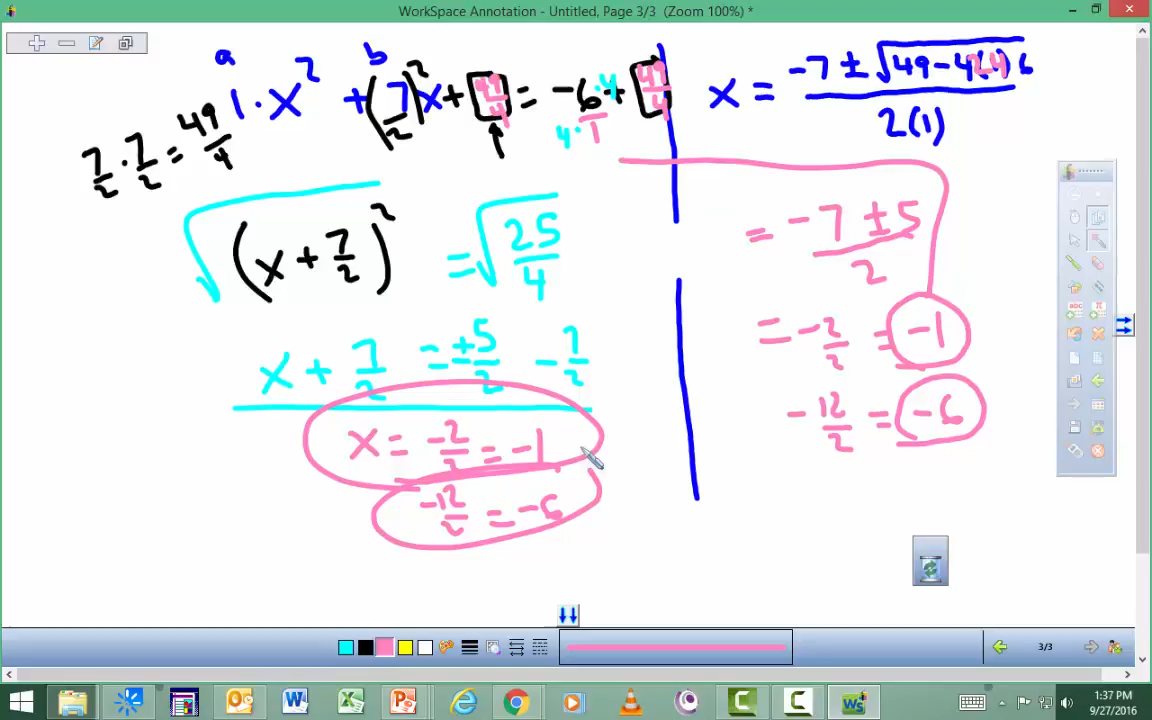 WorkSpace Annotation - Untitled, Page 3/3 (Zoom 100%) *
a b
1·x² + (7/2)² x + 49/4 = -6·4/1·4 + 49/4
7/2 · 7/2 = 49/4
x = -7 ± √49 - 4 24 6
2(1)
√(x + 7/2)² = √25/4
= -7 ± 5
2
x + 7/2 = ±5/2 - 7/2
= -2/2 = -1
-12/2 = -6
x = -2/2 = -1
-12/2 = -6
abc
π
3/3
1:37 PM
9/27/2016